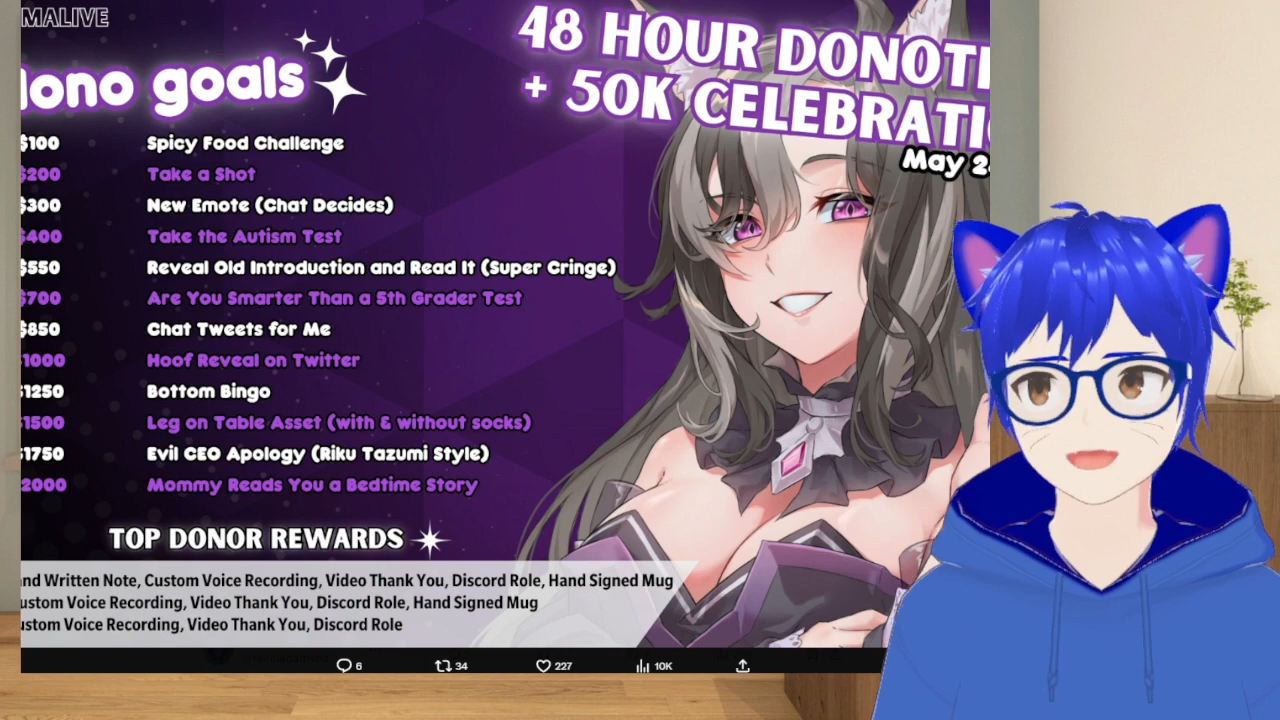 MALIVE
48 HOUR DONOT
+ 50K CELEBRATI
May 2
dono goals
$100 Spicy Food Challenge
$200 Take a Shot
$300 New Emote (Chat Decides)
$400 Take the Autism Test
$550 Reveal Old Introduction and Read It (Super Cringe)
$700 Are You Smarter Than a 5th Grader Test
$850 Chat Tweets for Me
1000 Hoof Reveal on Twitter
1250 Bottom Bingo
1500 Leg on Table Asset (with & without socks)
1750 Evil CEO Apology (Riku Tazumi Style)
2000 Mommy Reads You a Bedtime Story
TOP DONOR REWARDS
nd Written Note, Custom Voice Recording, Video Thank You, Discord Role, Hand Signed Mug
ustom Voice Recording, Video Thank You, Discord Role, Hand Signed Mug
ustom Voice Recording, Video Thank You, Discord Role
6 34 227 10K